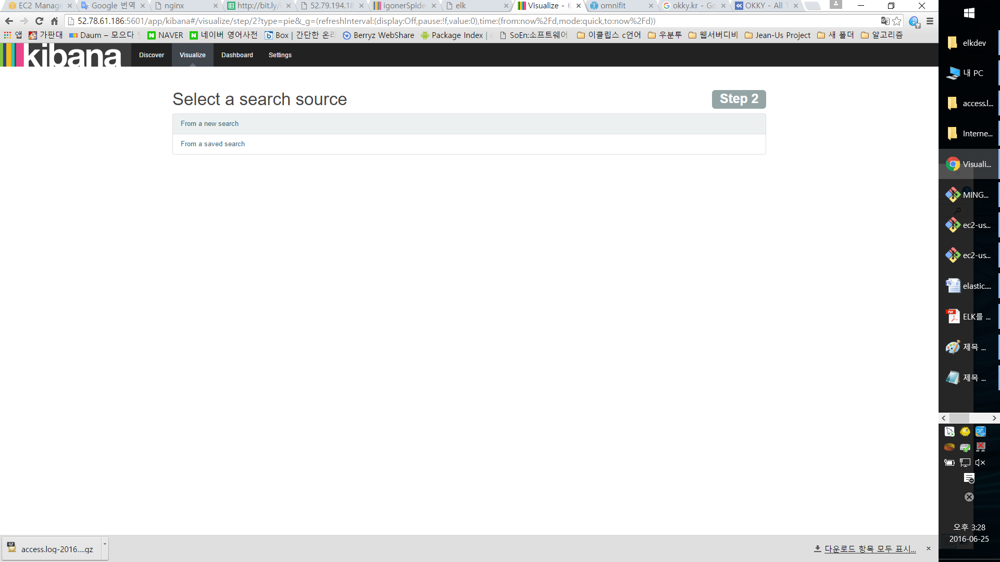 EC2 Manage
Google 번역
nginx
http://bit.ly/
52.79.194.18
igonerSpide
elk
Visualize - K
omnifit
okky.kr - Go
OKKY - All T
52.78.61.186:5601/app/kibana#/visualize/step/2?type=pie&_g=(refreshInterval:(display:Off,pause:!f,value:0),time:(from:now%2Fd,mode:quick,to:now%2Fd))
앱
가판대
Daum – 모으다
NAVER
네이버 영어사전
Box | 간단한 온라
Berryz WebShare
Package Index |
SoEn:소프트웨어
이클립스 c언어
우분투
웹서버디비
Jean-Us Project
새 폴더
알고리즘
kibana
Discover
Visualize
Dashboard
Settings
Select a search source
Step 2
From a new search
From a saved search
elkdev
내 PC
access.l...
Interne...
Visuali...
MING...
ec2-us...
ec2-us...
elastic....
ELK를 ...
제목 ...
제목 ...
오후 3:28
2016-06-25
access.log-2016....gz
다운로드 항목 모두 표시...